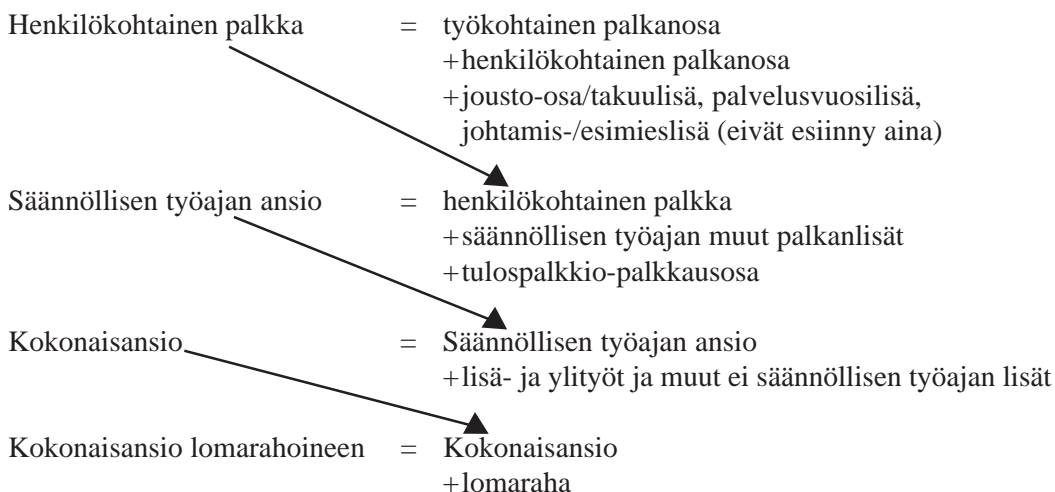 Henkilökohtainen palkka = työkohtainen palkanosa
+henkilökohtainen palkanosa
+jousto-osa/takuulisä, palvelusvuosilisä,
johtamis-/esimieslisä (eivät esiinny aina)
Säännöllisen työajan ansio = henkilökohtainen palkka
+säännöllisen työajan muut palkanlisät
+tulospalkkio-palkkausosa
Kokonaisansio = Säännöllisen työajan ansio
+lisä- ja ylityöt ja muut ei säännöllisen työajan lisät
Kokonaisansio lomarahoineen = Kokonaisansio
+lomaraha